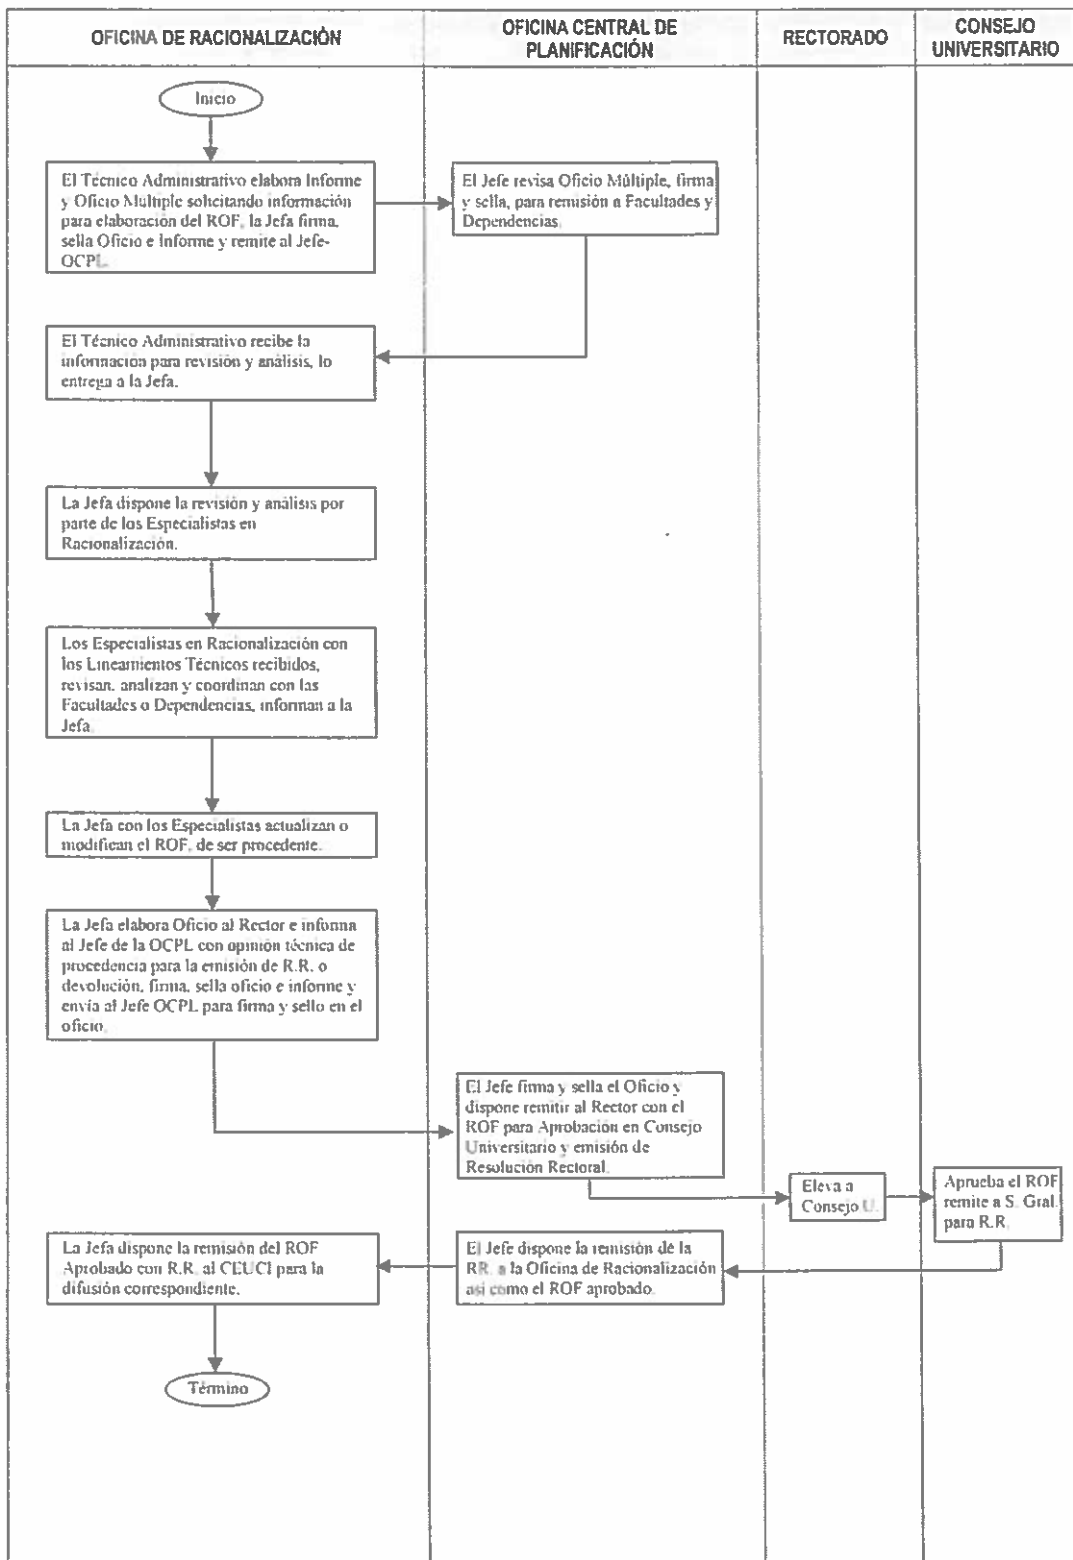 OFICINA DE RACIONALIZACIÓN
OFICINA CENTRAL DE
PLANIFICACIÓN
RECTORADO
CONSEJO
UNIVERSITARIO
Inicio
El Técnico Administrativo elabora Informe
y Oficio Múltiple solicitando información
para elaboración del ROF, la Jefa firma,
sella Oficio e Informe y remite al Jefe-
OCPL.
El Jefe revisa Oficio Múltiple, firma
y sella, para remisión a Facultades y
Dependencias.
El Técnico Administrativo recibe la
información para revisión y análisis, lo
entrega a la Jefa.
La Jefa dispone la revisión y análisis por
parte de los Especialistas en
Racionalización.
Los Especialistas en Racionalización con
los Lineamientos Técnicos recibidos,
revisan, analizan y coordinan con las
Facultades o Dependencias, informan a la
Jefa.
La Jefa con los Especialistas actualizan o
modifican el ROF, de ser procedente.
La Jefa elabora Oficio al Rector e informa
al Jefe de la OCPL con opinión técnica de
procedencia para la emisión de R.R. o
devolución, firma, sella oficio e informe y
envía al Jefe OCPL para firma y sello en el
oficio.
El Jefe firma y sella el Oficio y
dispone remitir al Rector con el
ROF para Aprobación en Consejo
Universitario y emisión de
Resolución Rectoral.
Eleva a
Consejo U.
Aprueba el ROF
remite a S. Gral.
para R.R.
El Jefe dispone la remisión de la
RR. a la Oficina de Racionalización
así como el ROF aprobado.
La Jefa dispone la remisión del ROF
Aprobado con R.R. al CEUCI para la
difusión correspondiente.
Término